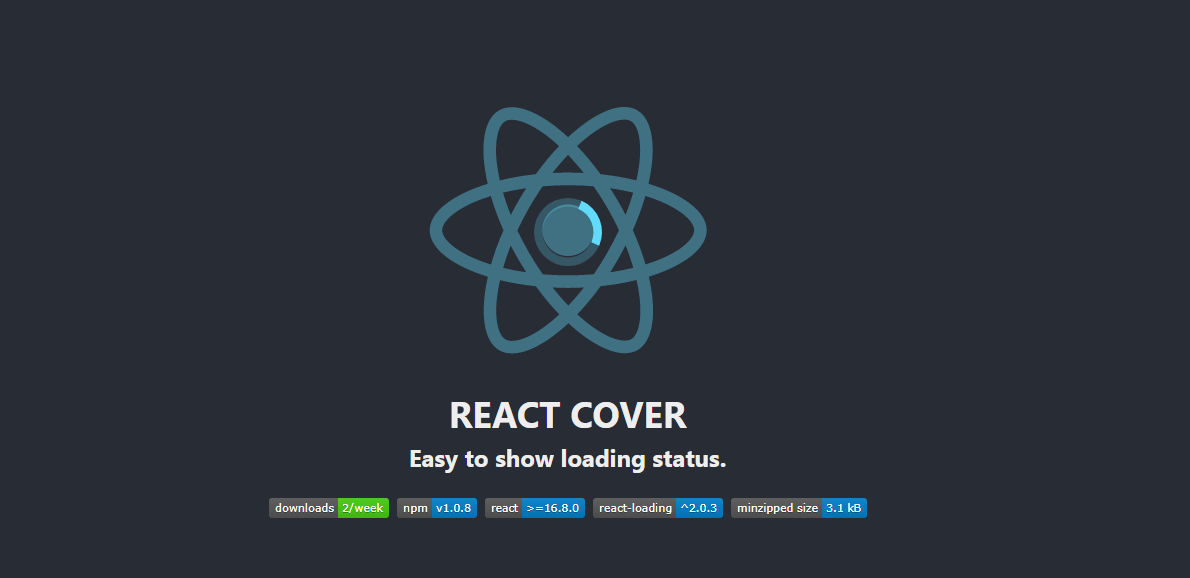 REACT COVER
Easy to show loading status.
downloads 2/week npm v1.0.8 react >=16.8.0 react-loading ^2.0.3 minzipped size 3.1 kB